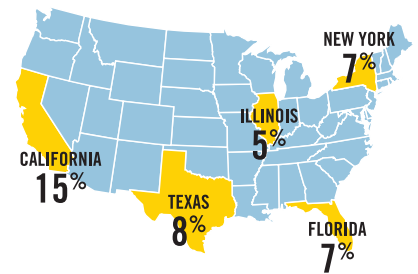 NEW YORK
7%
ILLINOIS
5%
CALIFORNIA
15%
TEXAS
8%
FLORIDA
7%